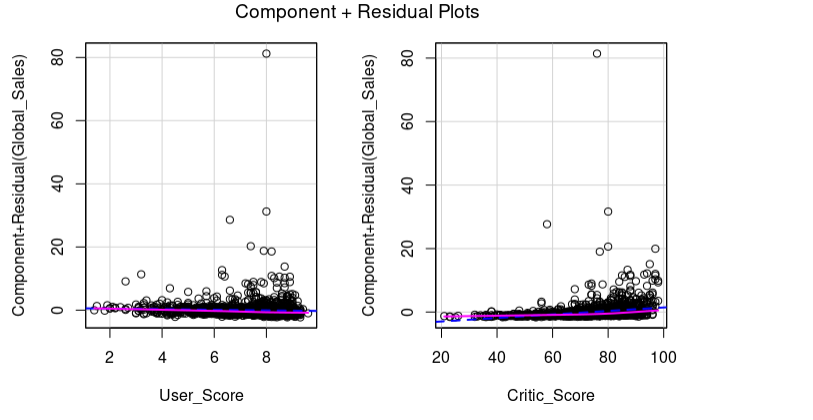 Component + Residual Plots
Component+Residual(Global_Sales)
80
60
40
20
0
2 4 6 8
User_Score
Component+Residual(Global_Sales)
80
60
40
20
0
20 40 60 80 100
Critic_Score